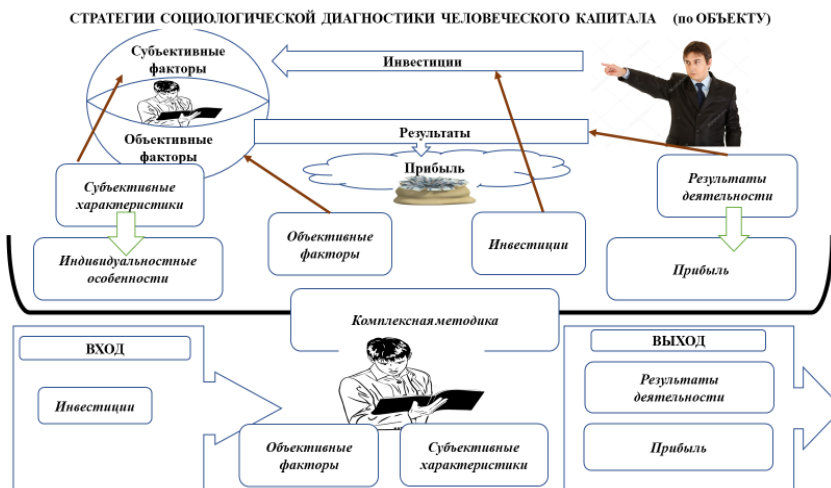 СТРАТЕГИИ СОЦИОЛОГИЧЕСКОЙ ДИАГНОСТИКИ ЧЕЛОВЕЧЕСКОГО КАПИТАЛА (по ОБЪЕКТУ)
Субъективные
факторы
Инвестиции
Объективные
факторы
Результаты
Прибыль
Субъективные
характеристики
Объективные
факторы
Инвестиции
Результаты
деятельности
Индивидуальностные
особенности
Прибыль
Комплексная методика
ВХОД
Инвестиции
Объективные
факторы
Субъективные
характеристики
ВЫХОД
Результаты
деятельности
Прибыль